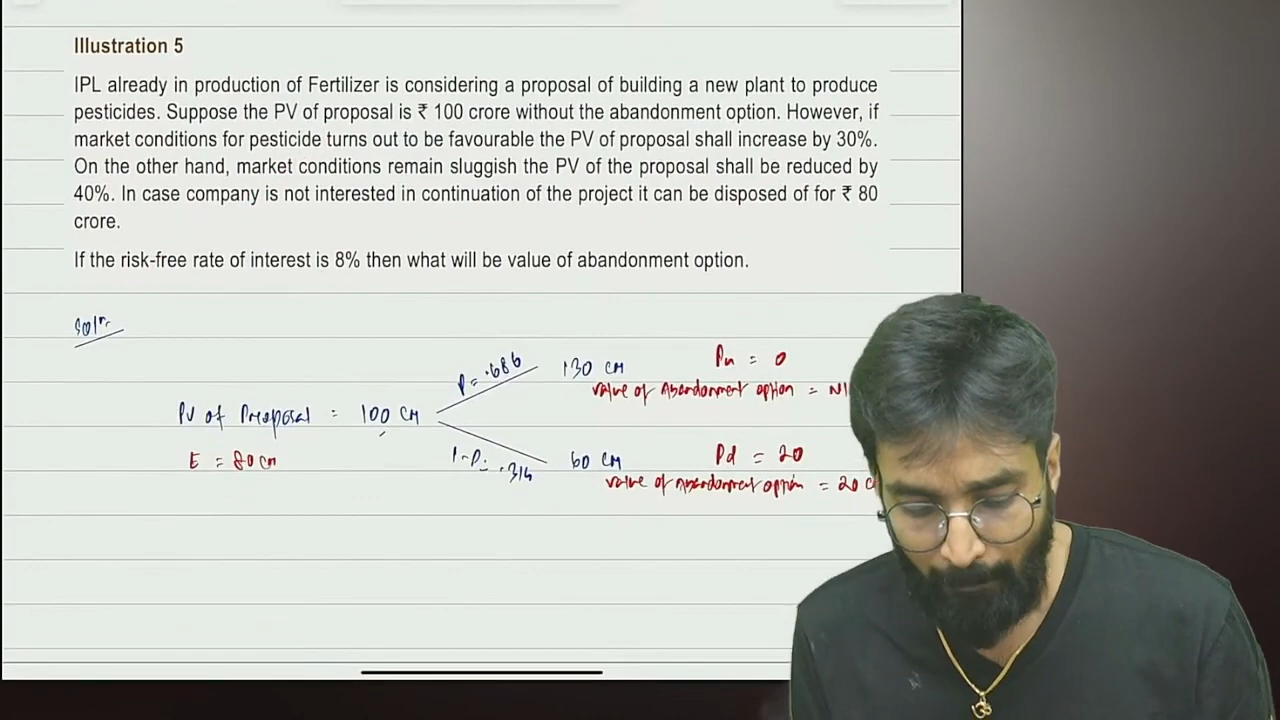 Illustration 5
IPL already in production of Fertilizer is considering a proposal of building a new plant to produce
pesticides. Suppose the PV of proposal is ₹ 100 crore without the abandonment option. However, if
market conditions for pesticide turns out to be favourable the PV of proposal shall increase by 30%.
On the other hand, market conditions remain sluggish the PV of the proposal shall be reduced by
40%. In case company is not interested in continuation of the project it can be disposed of for ₹ 80
crore.
If the risk-free rate of interest is 8% then what will be value of abandonment option.
Soln
P = .686 130 Cr Pu = 0
value of Abandonment option =
PV of Proposal = 100 Cr
E = 80 Cr 1-P = .314 60 Cr Pd = 20
value of Abandonment option = 20